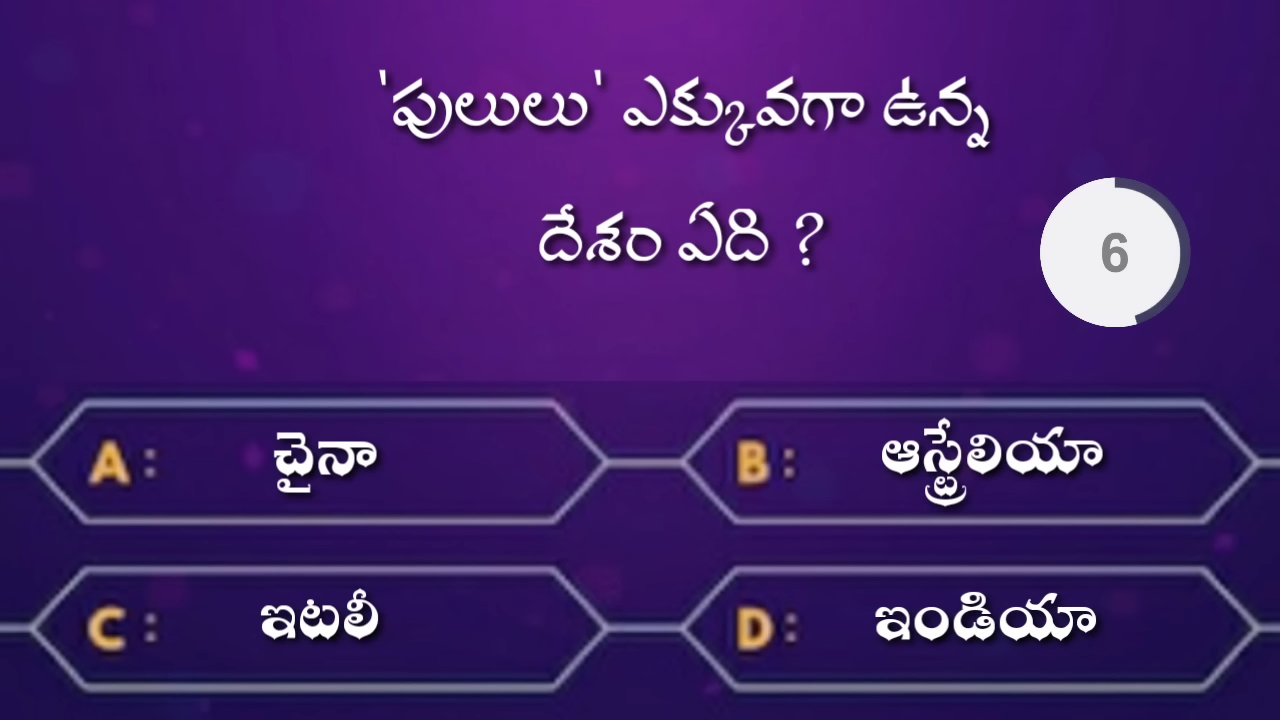 'పులులు' ఎక్కువగా ఉన్న
దేశం ఏది ?
6
A : చైనా
B : ఆస్ట్రేలియా
C : ఇటలీ
D : ఇండియా